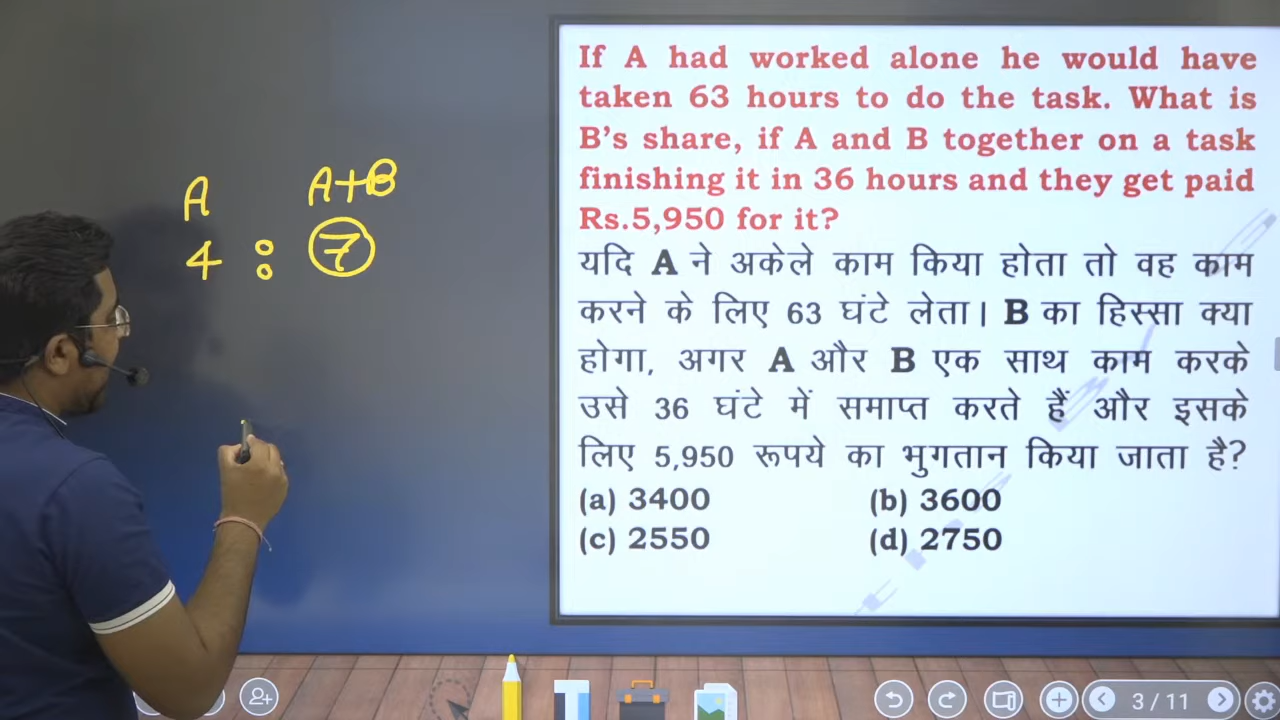 A A+B
4 : 7
If A had worked alone he would have
taken 63 hours to do the task. What is
B's share, if A and B together on a task
finishing it in 36 hours and they get paid
Rs.5,950 for it?
यदि A ने अकेले काम किया होता तो वह काम
करने के लिए 63 घंटे लेता। B का हिस्सा क्या
होगा, अगर A और B एक साथ काम करके
उसे 36 घंटे में समाप्त करते हैं और इसके
लिए 5,950 रूपये का भुगतान किया जाता है?
(a) 3400 (b) 3600
(c) 2550 (d) 2750
3 / 11